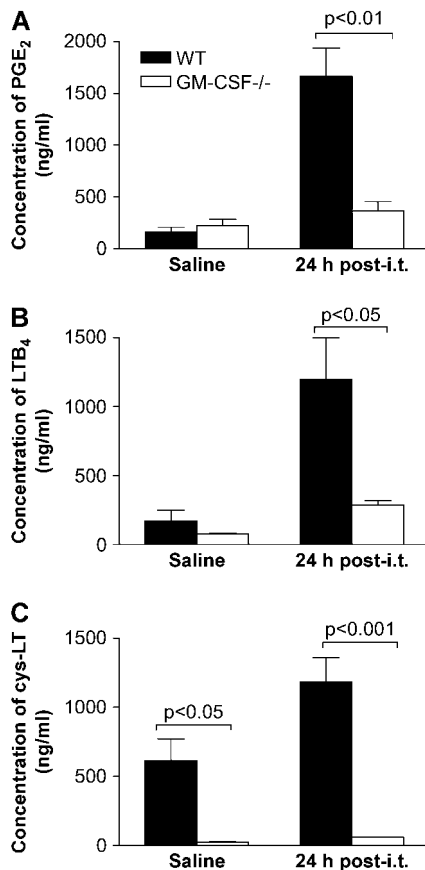 A
Concentration of PGE₂
(ng/ml)
2000
1500
1000
500
0
WT
GM-CSF-/-
p<0.01
Saline
24 h post-i.t.
B
Concentration of LTB₄
(ng/ml)
1500
1000
500
0
p<0.05
Saline
24 h post-i.t.
C
Concentration of cys-LT
(ng/ml)
1500
1000
500
0
p<0.05
p<0.001
Saline
24 h post-i.t.